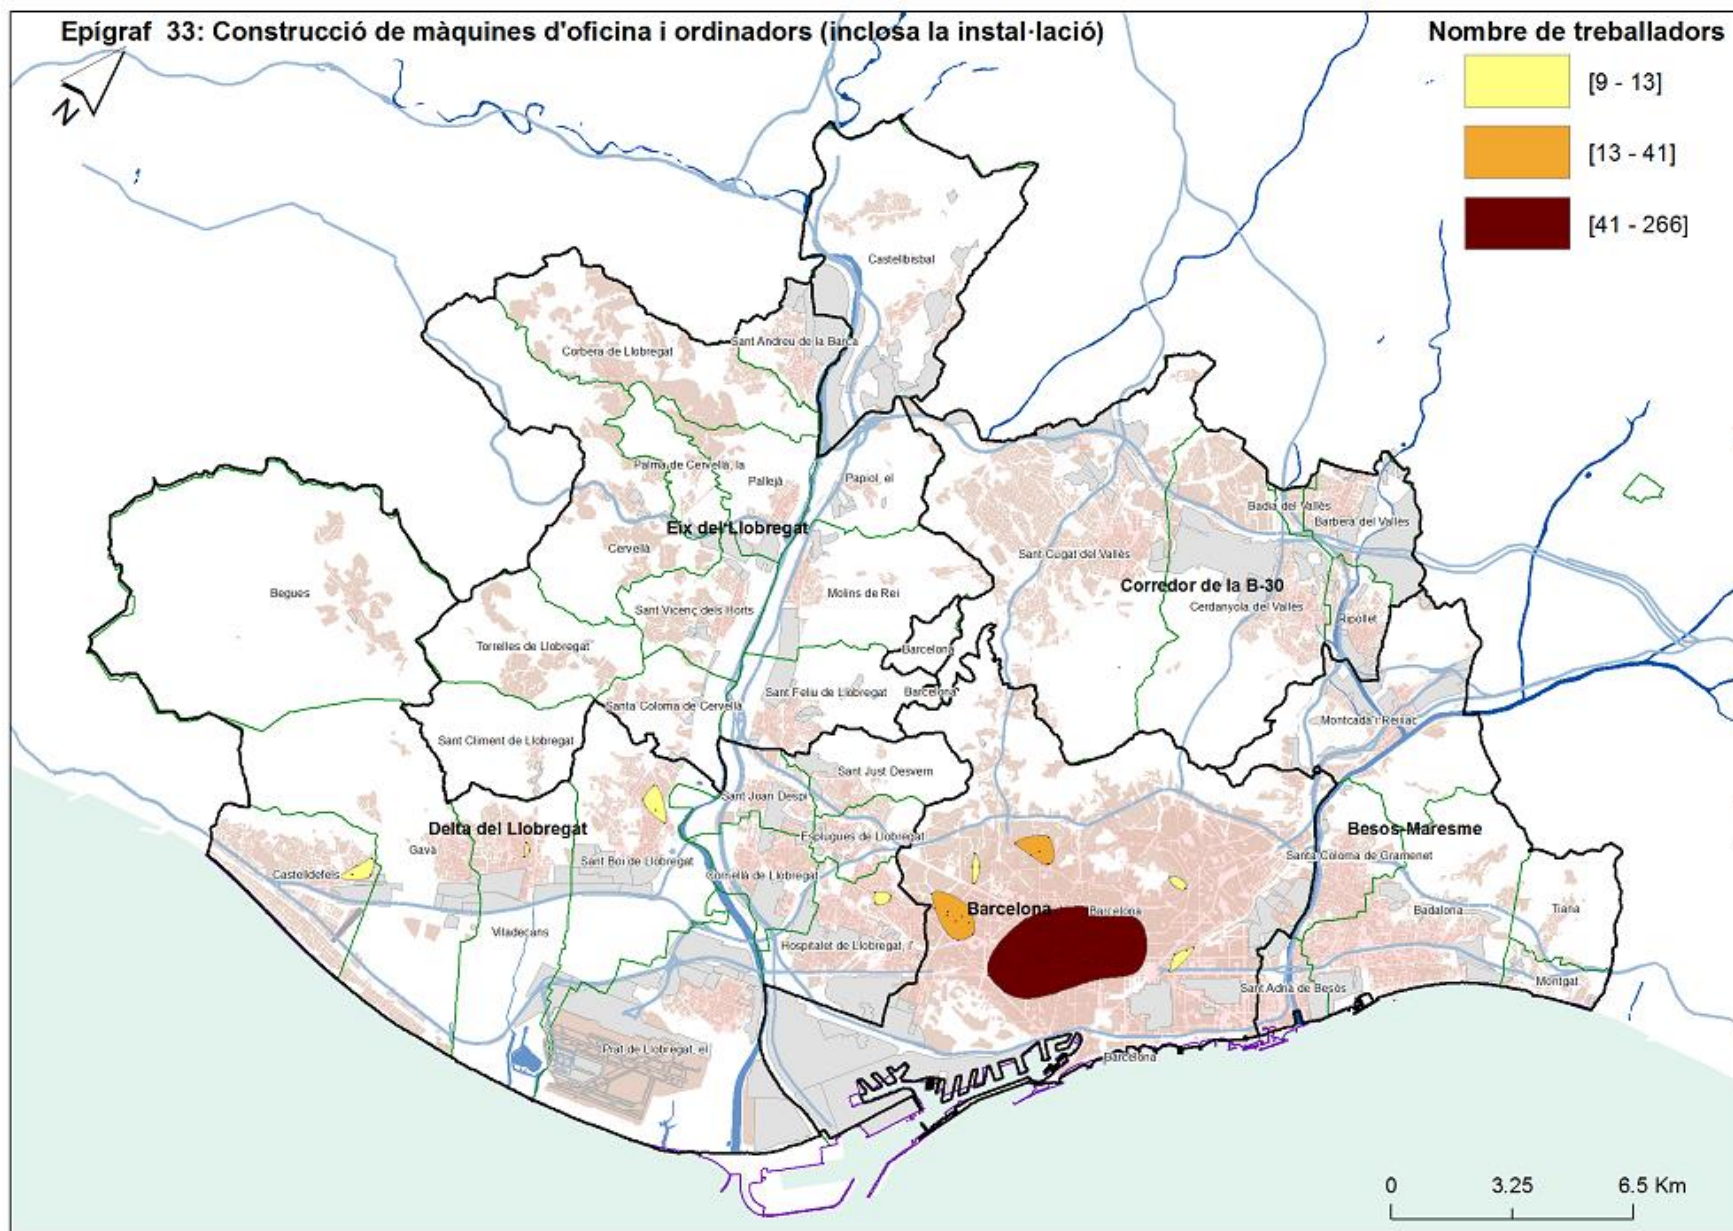 Epígraf 33: Construcció de màquines d'oficina i ordinadors (inclosa la instal·lació)
Nombre de treballadors
[9 - 13]
[13 - 41]
[41 - 266]
N
Castellbisbal
Sant Andreu de la Barca
Corbera de Llobregat
Palma de Cervelló, la
Pallejà
Papiol, el
Eix del Llobregat
Cervelló
Badia del Vallès
Barberà del Vallès
Sant Cugat del Vallès
Corredor de la B-30
Cerdanyola del Vallès
Ripollet
Begues
Sant Vicenç dels Horts
Molins de Rei
Torrelles de Llobregat
Barcelona
Sant Feliu de Llobregat
Barcelona
Santa Coloma de Cervelló
Montcada i Reixac
Sant Climent de Llobregat
Sant Just Desvern
Sant Joan Despí
Delta del Llobregat
Esplugues de Llobregat
Besòs-Maresme
Gavà
Sant Boi de Llobregat
Santa Coloma de Gramenet
Castelldefels
Cornellà de Llobregat
Barcelona
Barcelona
Badalona
Tiana
Viladecans
Hospitalet de Llobregat, l'
Sant Adrià de Besòs
Montgat
Prat de Llobregat, el
Barcelona
0 3.25 6.5 Km